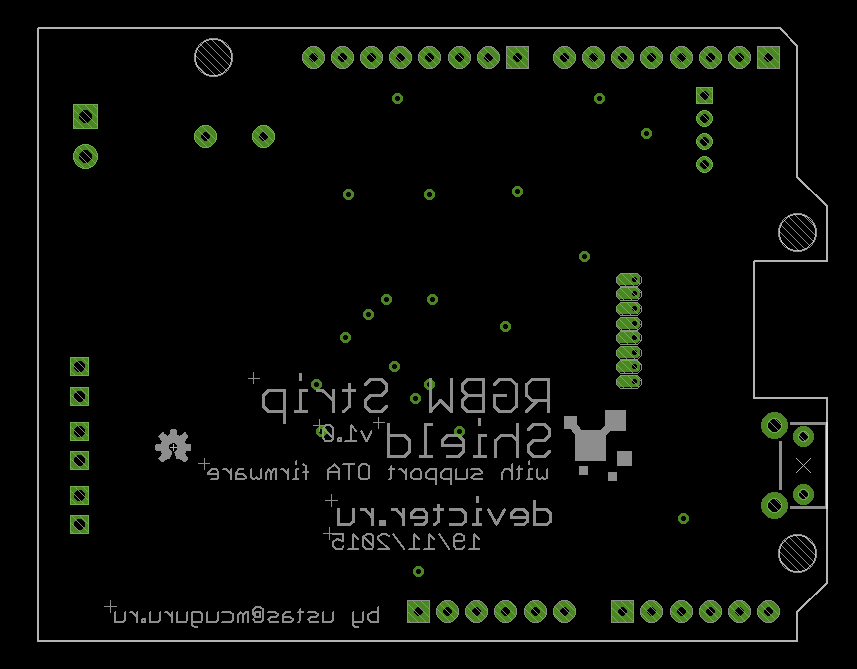 RGBW Strip
Shield v1.0
with support OTA firmware
devicter.ru
19/11/2015
by ustas@mcuguru.ru